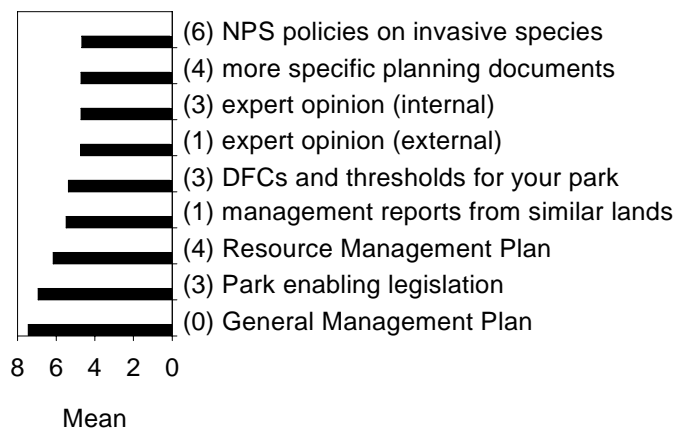 (6) NPS policies on invasive species
(4) more specific planning documents
(3) expert opinion (internal)
(1) expert opinion (external)
(3) DFCs and thresholds for your park
(1) management reports from similar lands
(4) Resource Management Plan
(3) Park enabling legislation
(0) General Management Plan
8 6 4 2 0
Mean